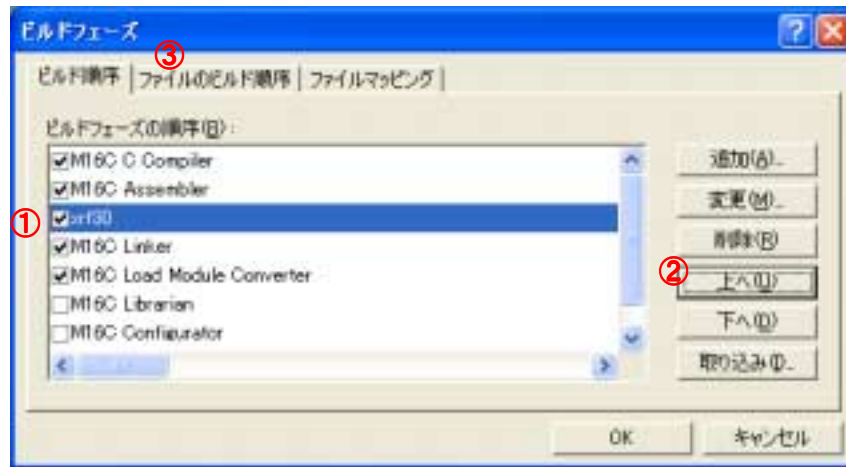 ビルドフェーズ
③
ビルド順序 ファイルのビルド順序 ファイルマッピング
ビルドフェーズの順序(B):
M16C C Compiler
M16C Assembler
① xrf30
M16C Linker
M16C Load Module Converter
M16C Librarian
M16C Configurator
追加(A)...
変更(M)...
削除(R)
② 上へ(U)
下へ(D)
取り込み(I)...
OK キャンセル